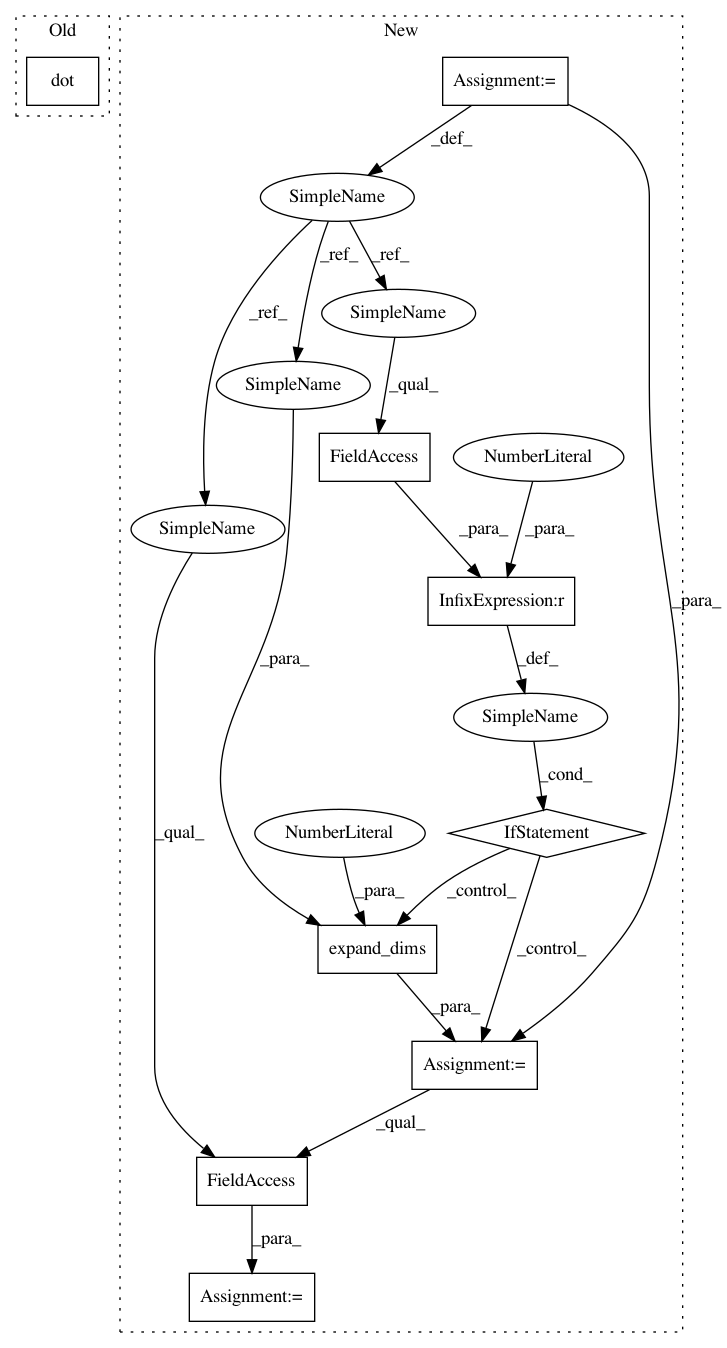 Old
New
dot
Assignment:=
_def_
SimpleName
_ref_
_ref_
_ref_
SimpleName
SimpleName
_qual_
FieldAccess
NumberLiteral
SimpleName
_para_
_para_
InfixExpression:r
_para_
_para_
_def_
SimpleName
_cond_
_qual_
NumberLiteral
IfStatement
_para_
_control_
_control_
expand_dims
_para_
Assignment:=
_qual_
FieldAccess
_para_
Assignment:=